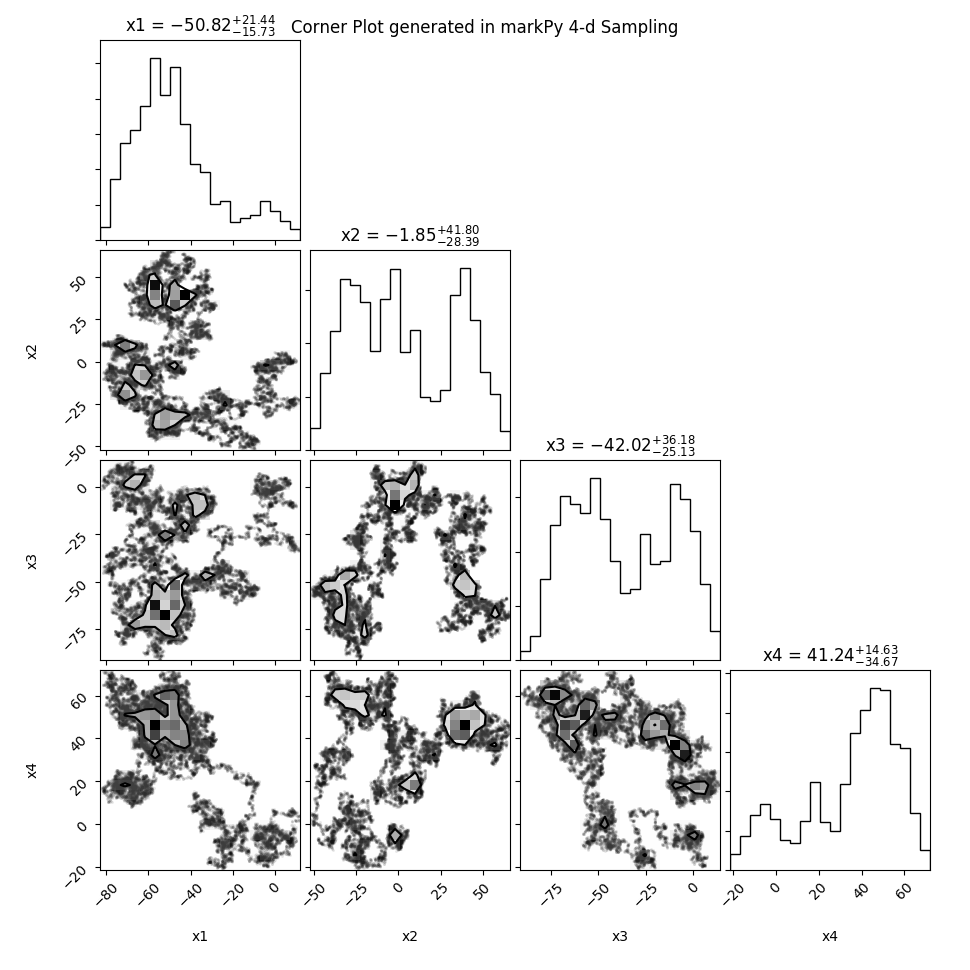 Corner Plot generated in markPy 4-d Sampling
x1 = −50.82+21.44−15.73
x2 = −1.85+41.80−28.39
x2
50
25
0
−25
−50
x3 = −42.02+36.18−25.13
x3
0
−25
−50
−75
x4 = 41.24+14.63−34.67
x4
60
40
20
0
−20
−80 −60 −40 −20 0
−50 −25 0 25 50
−75 −50 −25 0
−20 0 20 40 60
x1 x2 x3 x4